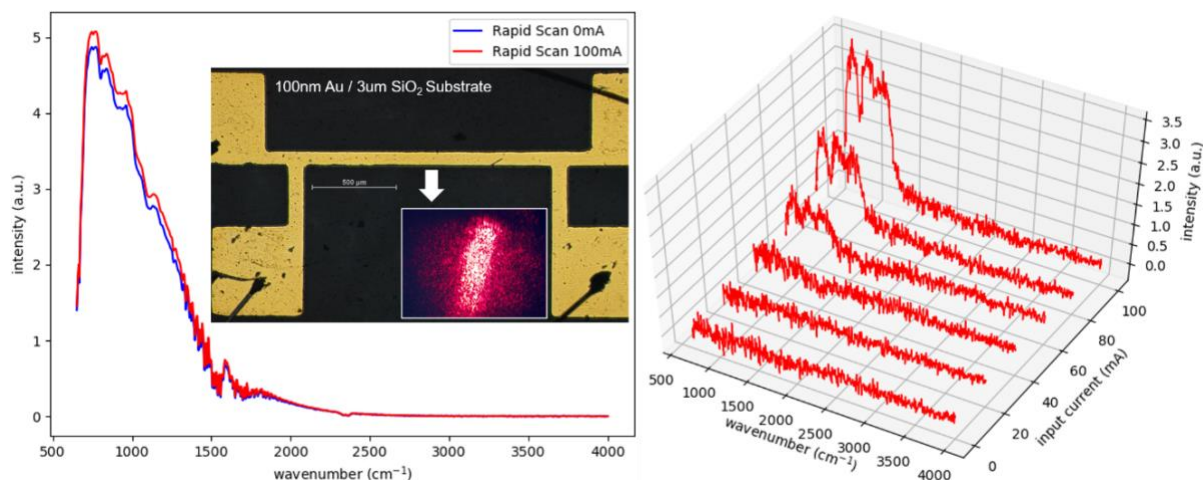 Rapid Scan 0mA
Rapid Scan 100mA
100nm Au / 3um SiO₂ Substrate
500 µm
intensity (a.u.)
5
4
3
2
1
0
500 1000 1500 2000 2500 3000 3500 4000
wavenumber (cm⁻¹)
3.5
3.0
2.5
2.0
1.5
1.0
0.5
0.0
intensity (a.u.)
100
80
60
40
20
0
input current (mA)
500 1000 1500 2000 2500 3000 3500 4000
wavenumber (cm⁻¹)